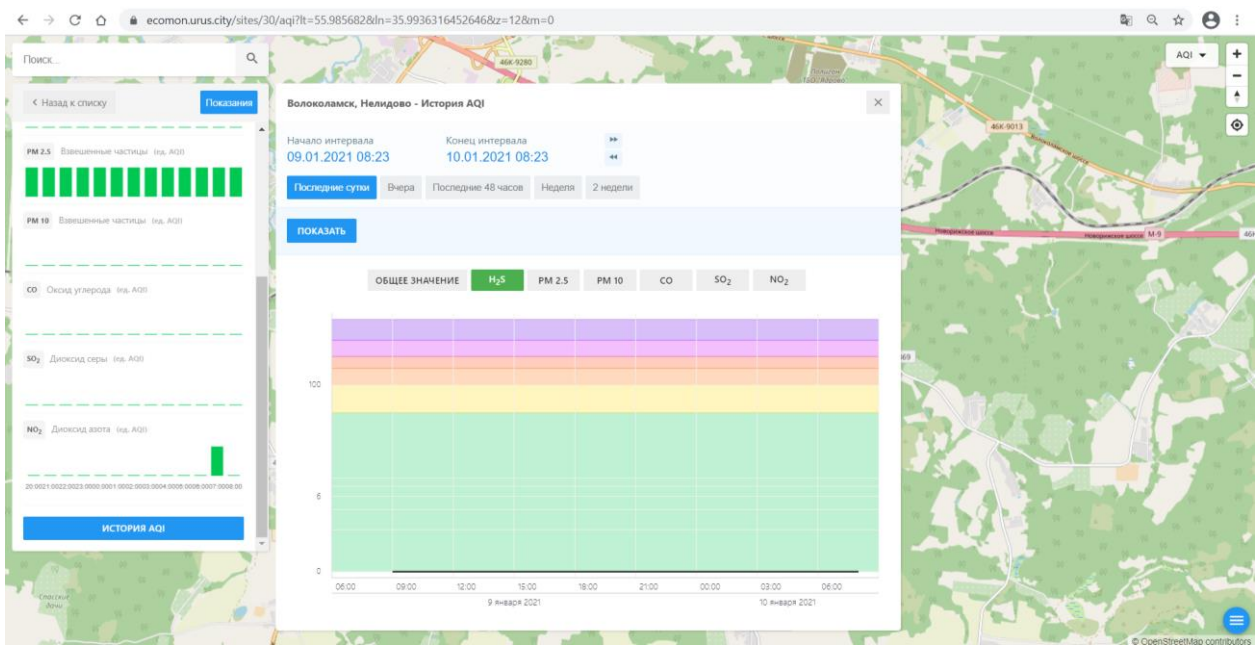 ecomon.urus.city/sites/30/aqi?lt=55.985682&ln=35.9936316452646&z=12&m=0
Поиск...
46K-9280
AQI
Назад к списку
Показания
PM 2.5 Взвешенные частицы (ед. AQI)
PM 10 Взвешенные частицы (ед. AQI)
CO Оксид углерода (ед. AQI)
SO₂ Диоксид серы (ед. AQI)
NO₂ Диоксид азота (ед. AQI)
ИСТОРИЯ AQI
Волоколамск, Нелидово - История AQI
Начало интервала Конец интервала
09.01.2021 08:23 10.01.2021 08:23
Последние сутки Вчера Последние 48 часов Неделя 2 недели
ПОКАЗАТЬ
ОБЩЕЕ ЗНАЧЕНИЕ H₂S PM 2.5 PM 10 CO SO₂ NO₂
100
6
0
06:00 09:00 12:00 15:00 18:00 21:00 00:00 03:00 06:00
9 января 2021 10 января 2021
46K-9013
Новорижское шоссе
Новорижское шоссе M-9
Спасские
© OpenStreetMap contributors